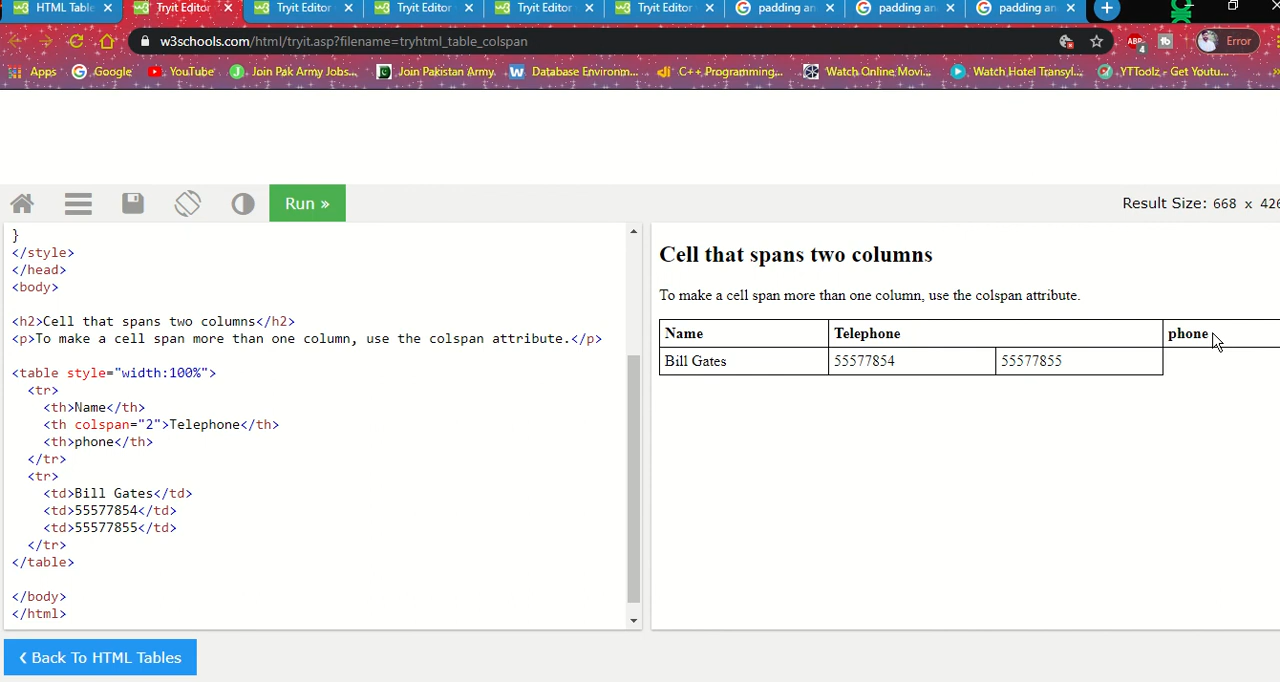 HTML Table
Tryit Editor
Tryit Editor
Tryit Editor
Tryit Editor
Tryit Editor
padding an
padding an
padding an
w3schools.com/html/tryit.asp?filename=tryhtml_table_colspan
ABP 4
fb
Error
Apps
Google
YouTube
Join Pak Army Jobs...
Join Pakistan Army
Database Environm...
C++ Programming,...
Watch Online Movi...
Watch Hotel Transyl...
YTToolz - Get Youtu...
Run »
Result Size: 668 x 426
}
</style>
</head>
<body>
<h2>Cell that spans two columns</h2>
<p>To make a cell span more than one column, use the colspan attribute.</p>
<table style="width:100%">
<tr>
<th>Name</th>
<th colspan="2">Telephone</th>
<th>phone</th>
</tr>
<tr>
<td>Bill Gates</td>
<td>55577854</td>
<td>55577855</td>
</tr>
</table>
</body>
</html>
Cell that spans two columns
To make a cell span more than one column, use the colspan attribute.
Name Telephone phone
Bill Gates 55577854 55577855
❮ Back To HTML Tables